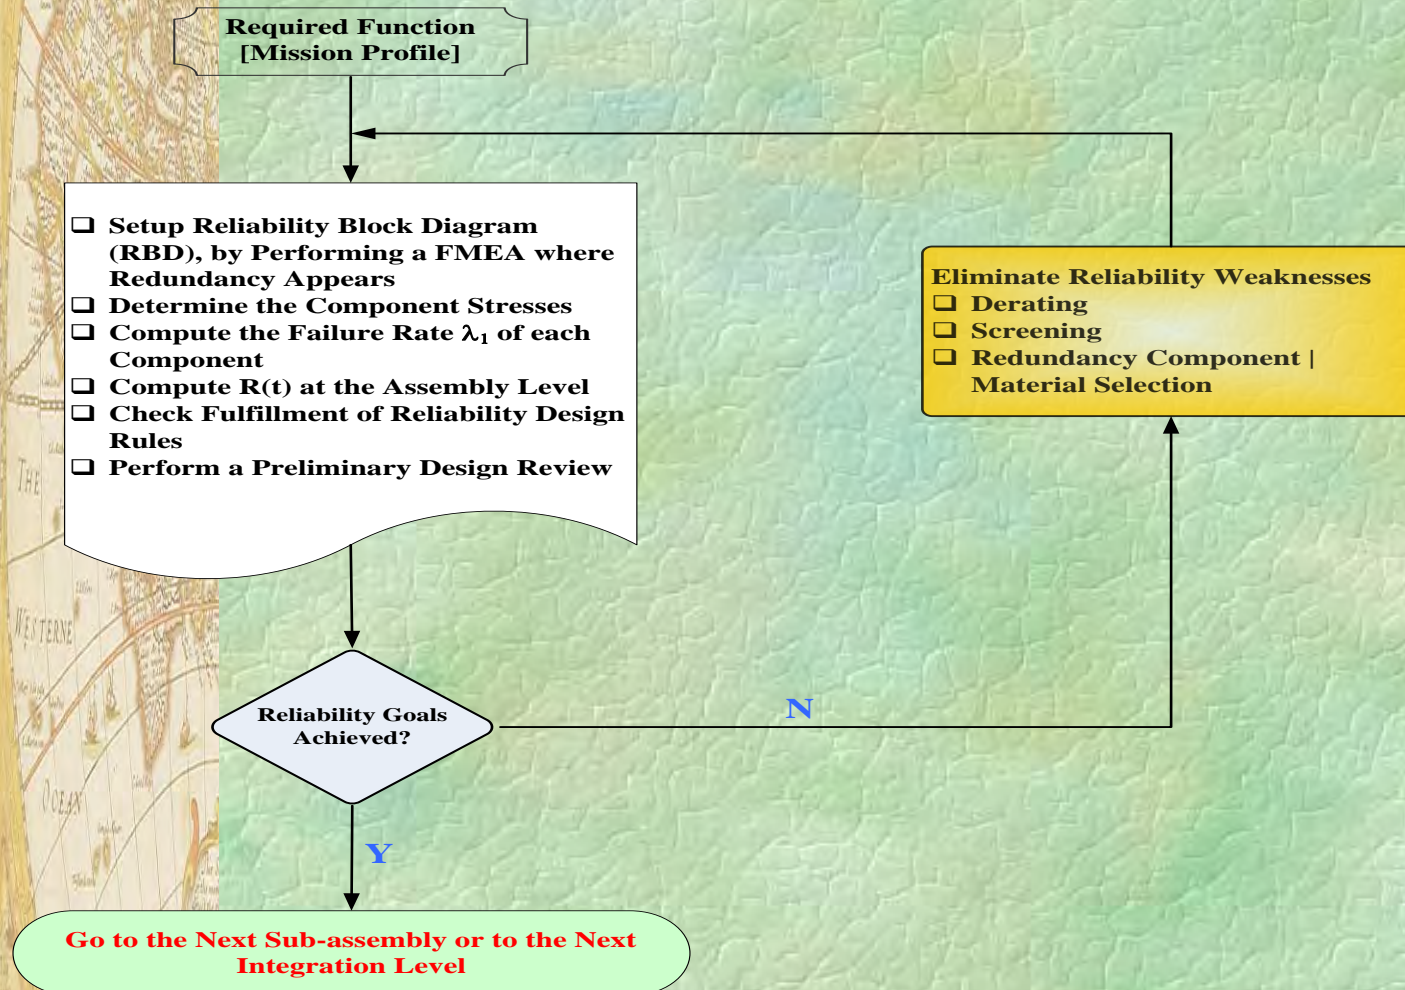 Required Function
[Mission Profile]
❑ Setup Reliability Block Diagram
(RBD), by Performing a FMEA where
Redundancy Appears
❑ Determine the Component Stresses
❑ Compute the Failure Rate λ₁ of each
Component
❑ Compute R(t) at the Assembly Level
❑ Check Fulfillment of Reliability Design
Rules
❑ Perform a Preliminary Design Review
Eliminate Reliability Weaknesses
❑ Derating
❑ Screening
❑ Redundancy Component |
Material Selection
Reliability Goals
Achieved?
N
Y
Go to the Next Sub-assembly or to the Next
Integration Level
THE
WESTERNE
OCEAN